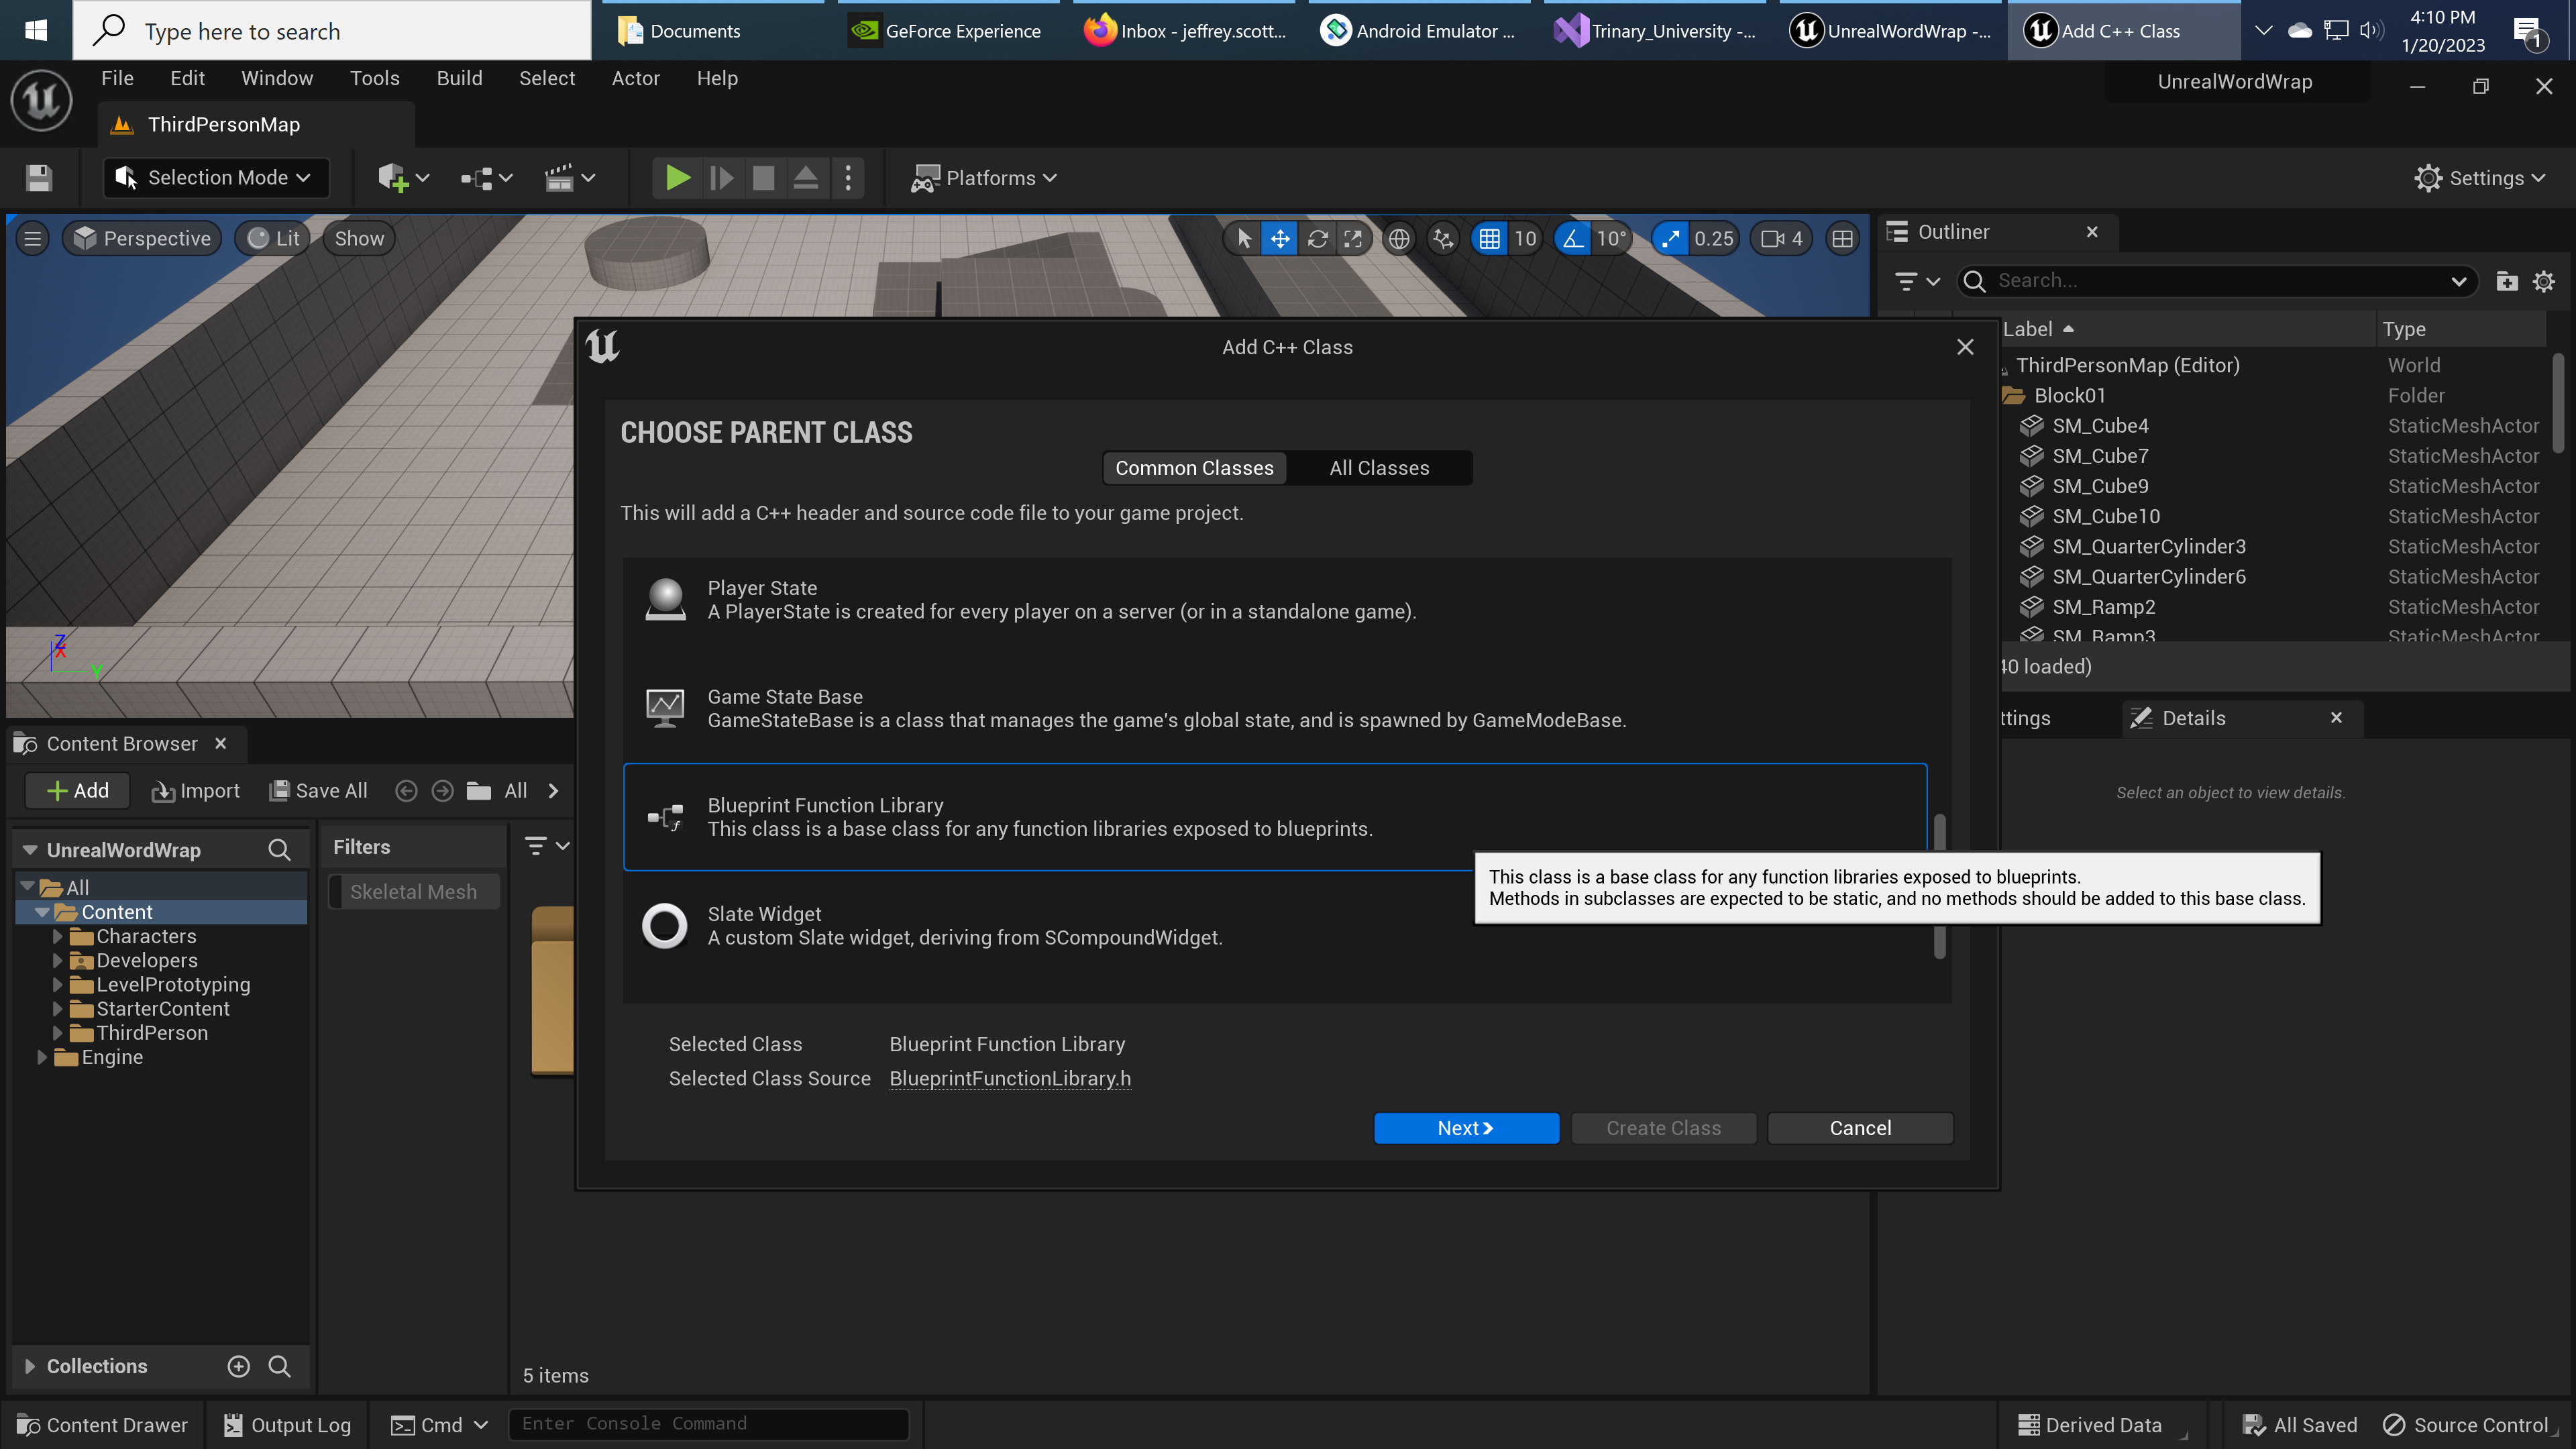 Type here to search
Documents
GeForce Experience
Inbox - jeffrey.scott...
Android Emulator ...
Trinary_University -...
UnrealWordWrap -...
Add C++ Class
4:10 PM
1/20/2023
1
File Edit Window Tools Build Select Actor Help
UnrealWordWrap
ThirdPersonMap
Selection Mode
Platforms
Settings
Perspective Lit Show
10 10° 0.25 4
Outliner
Search...
Label Type
ThirdPersonMap (Editor) World
Block01 Folder
SM_Cube4 StaticMeshActor
SM_Cube7 StaticMeshActor
SM_Cube9 StaticMeshActor
SM_Cube10 StaticMeshActor
SM_QuarterCylinder3 StaticMeshActor
SM_QuarterCylinder6 StaticMeshActor
SM_Ramp2 StaticMeshActor
SM_Ramp3 StaticMeshActor
40 loaded)
ttings
Details
Select an object to view details.
Add C++ Class
CHOOSE PARENT CLASS
Common Classes All Classes
This will add a C++ header and source code file to your game project.
Player State
A PlayerState is created for every player on a server (or in a standalone game).
Game State Base
GameStateBase is a class that manages the game's global state, and is spawned by GameModeBase.
Blueprint Function Library
This class is a base class for any function libraries exposed to blueprints.
This class is a base class for any function libraries exposed to blueprints.
Methods in subclasses are expected to be static, and no methods should be added to this base class.
Slate Widget
A custom Slate widget, deriving from SCompoundWidget.
Selected Class Blueprint Function Library
Selected Class Source BlueprintFunctionLibrary.h
Next Create Class Cancel
Z
X
Y
Content Browser
Add Import Save All All
UnrealWordWrap
Filters
Skeletal Mesh
All
Content
Characters
Developers
LevelPrototyping
StarterContent
ThirdPerson
Engine
Collections
5 items
Content Drawer Output Log Cmd Enter Console Command
Derived Data All Saved Source Control